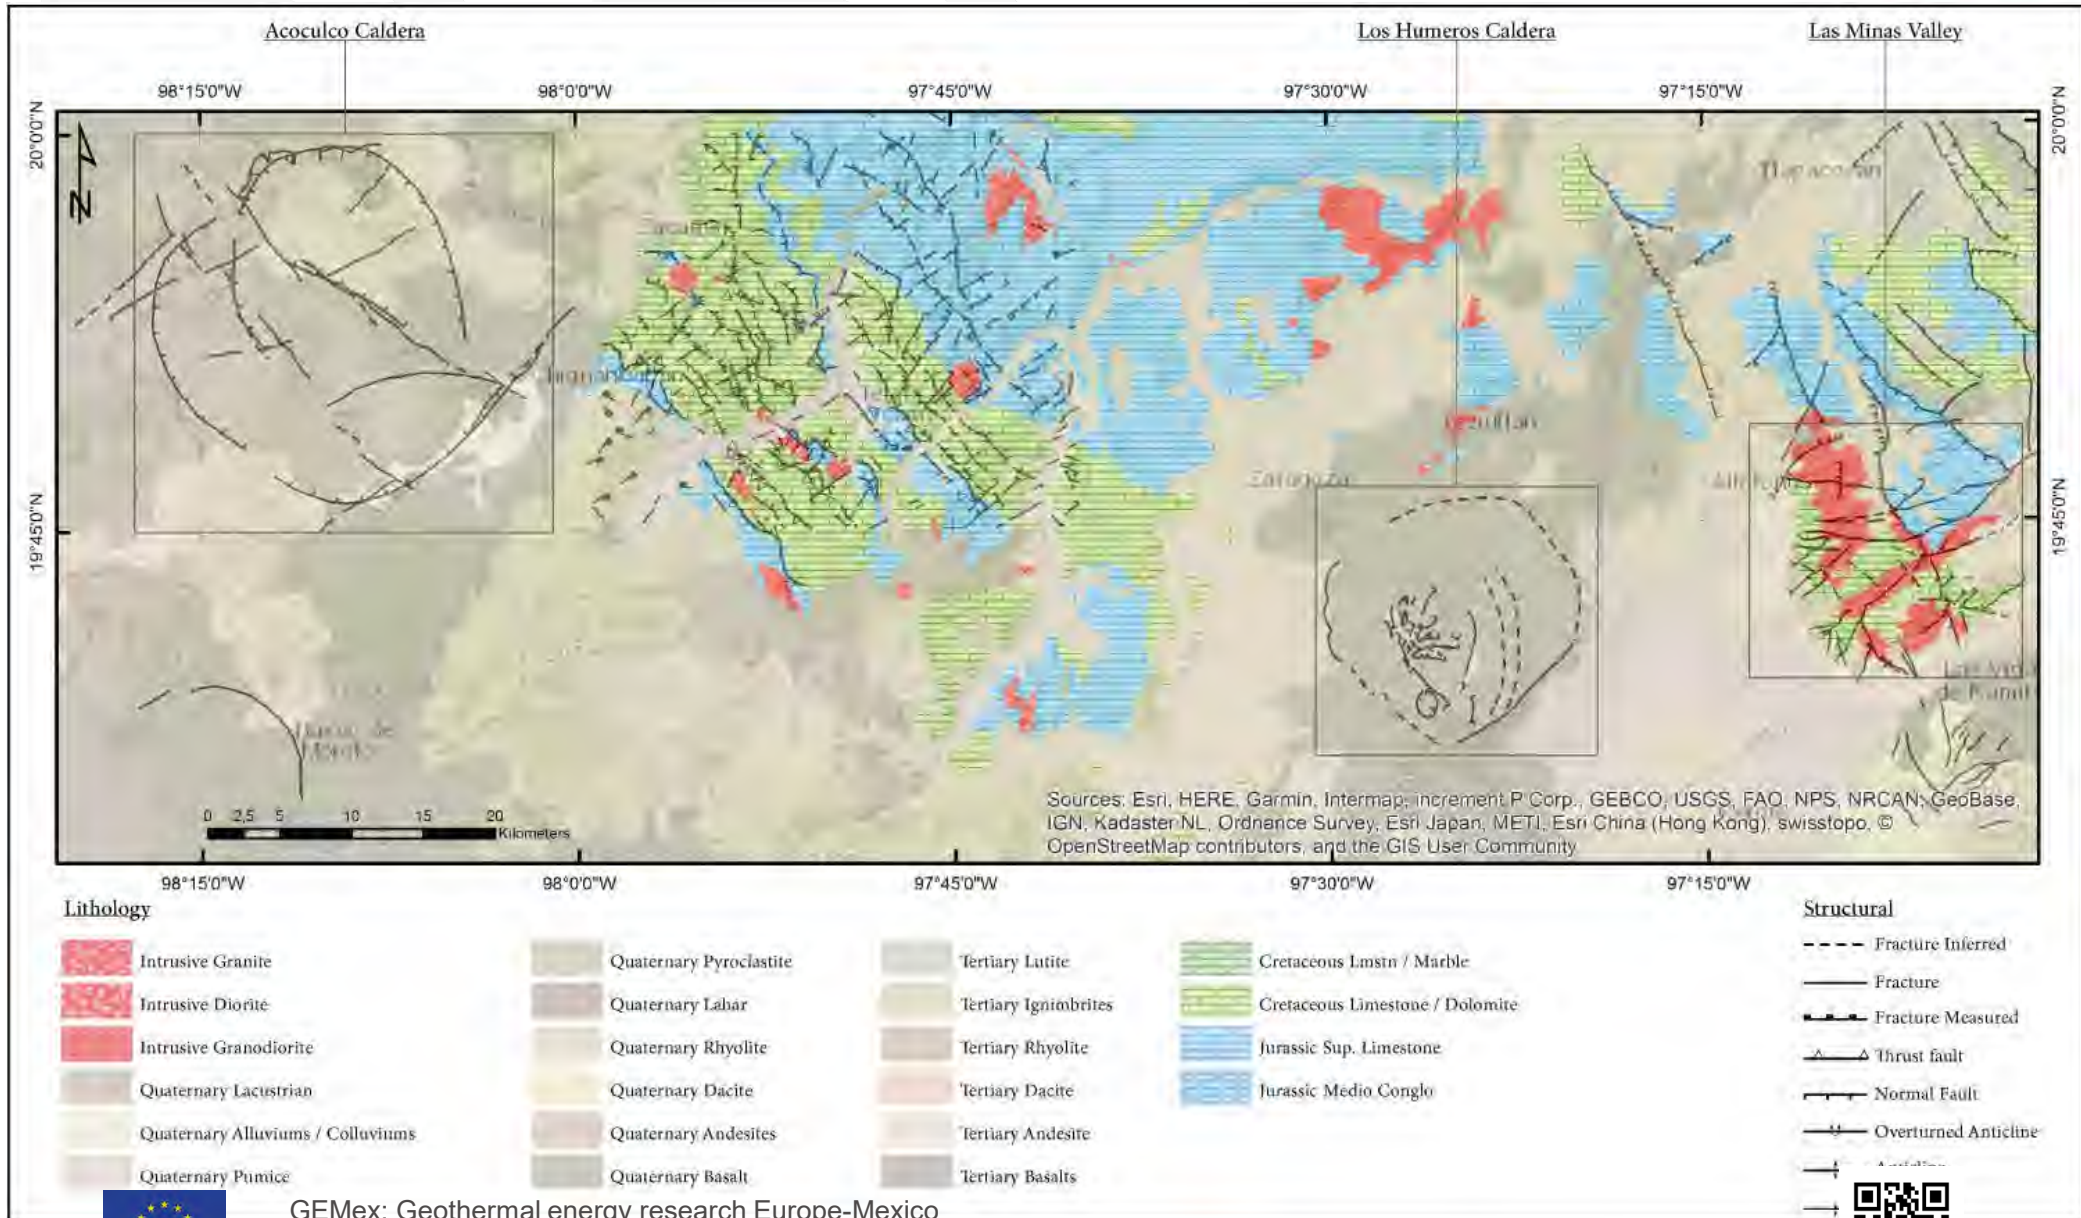 Acoculco Caldera
Los Humeros Caldera
Las Minas Valley
98°15'0"W
98°0'0"W
97°45'0"W
97°30'0"W
97°15'0"W
20°0'0"N
20°0'0"N
N
19°45'0"N
19°45'0"N
0 2,5 5 10 15 20
Kilometers
Sources: Esri, HERE, Garmin, Intermap, increment P Corp., GEBCO, USGS, FAO, NPS, NRCAN, GeoBase,
IGN, Kadaster NL, Ordnance Survey, Esri Japan, METI, Esri China (Hong Kong), swisstopo, ©
OpenStreetMap contributors, and the GIS User Community
98°15'0"W
98°0'0"W
97°45'0"W
97°30'0"W
97°15'0"W
Lithology
Intrusive Granite
Intrusive Diorite
Intrusive Granodiorite
Quaternary Lacustrian
Quaternary Alluviums / Colluviums
Quaternary Pumice
Quaternary Pyroclastite
Quaternary Lahar
Quaternary Rhyolite
Quaternary Dacite
Quaternary Andesites
Quaternary Basalt
Tertiary Lutite
Tertiary Ignimbrites
Tertiary Rhyolite
Tertiary Dacite
Tertiary Andesite
Tertiary Basalts
Cretaceous Lmstn / Marble
Cretaceous Limestone / Dolomite
Jurassic Sup. Limestone
Jurassic Medio Conglo
Structural
Fracture Inferred
Fracture
Fracture Measured
Thrust fault
Normal Fault
Overturned Anticline
GEMex: Geothermal energy research Europe-Mexico